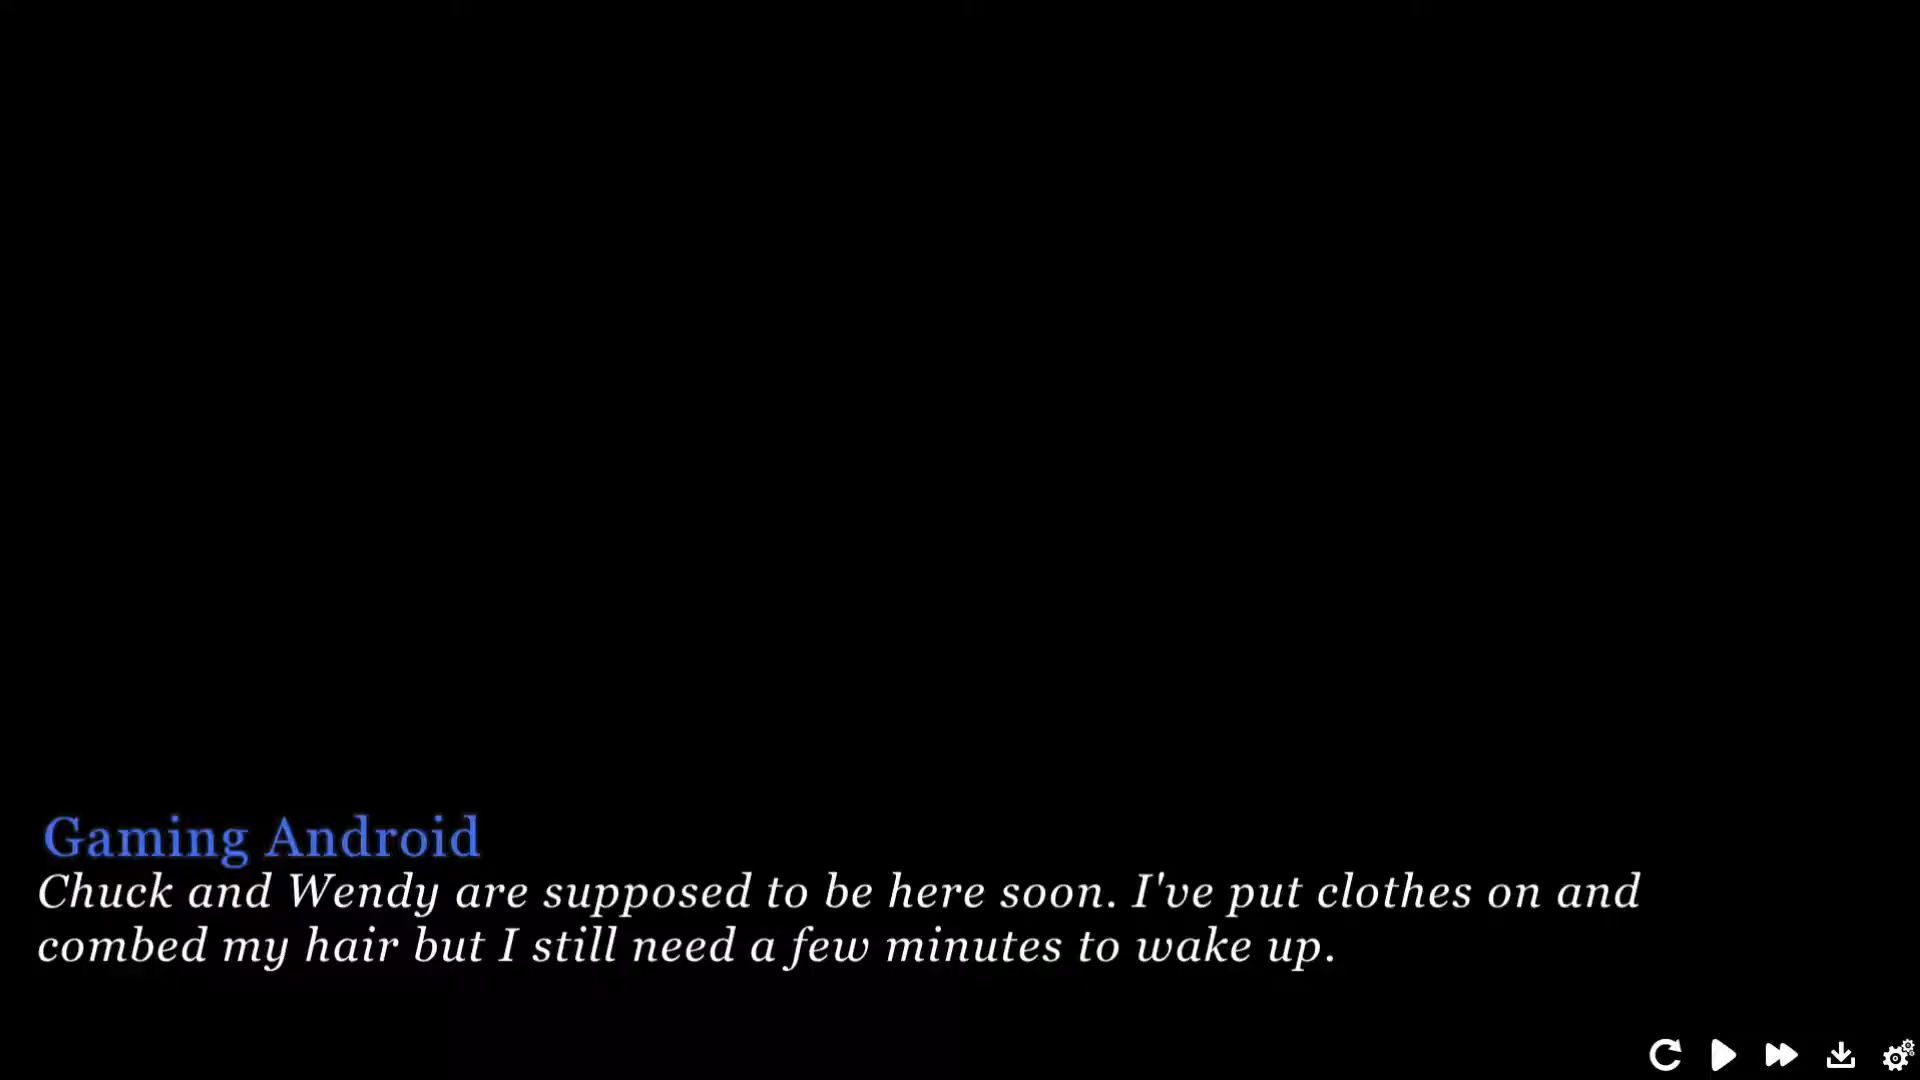 Gaming Android
Chuck and Wendy are supposed to be here soon. I've put clothes on and
combed my hair but I still need a few minutes to wake up.